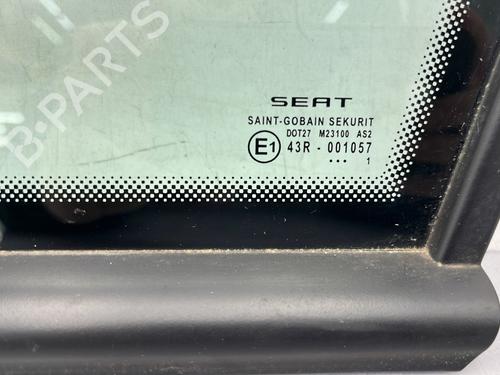 SEAT
SAINT-GOBAIN SEKURIT
DOT27 M23100 AS2
E1 43R - 001057
... 1
B-PARTS